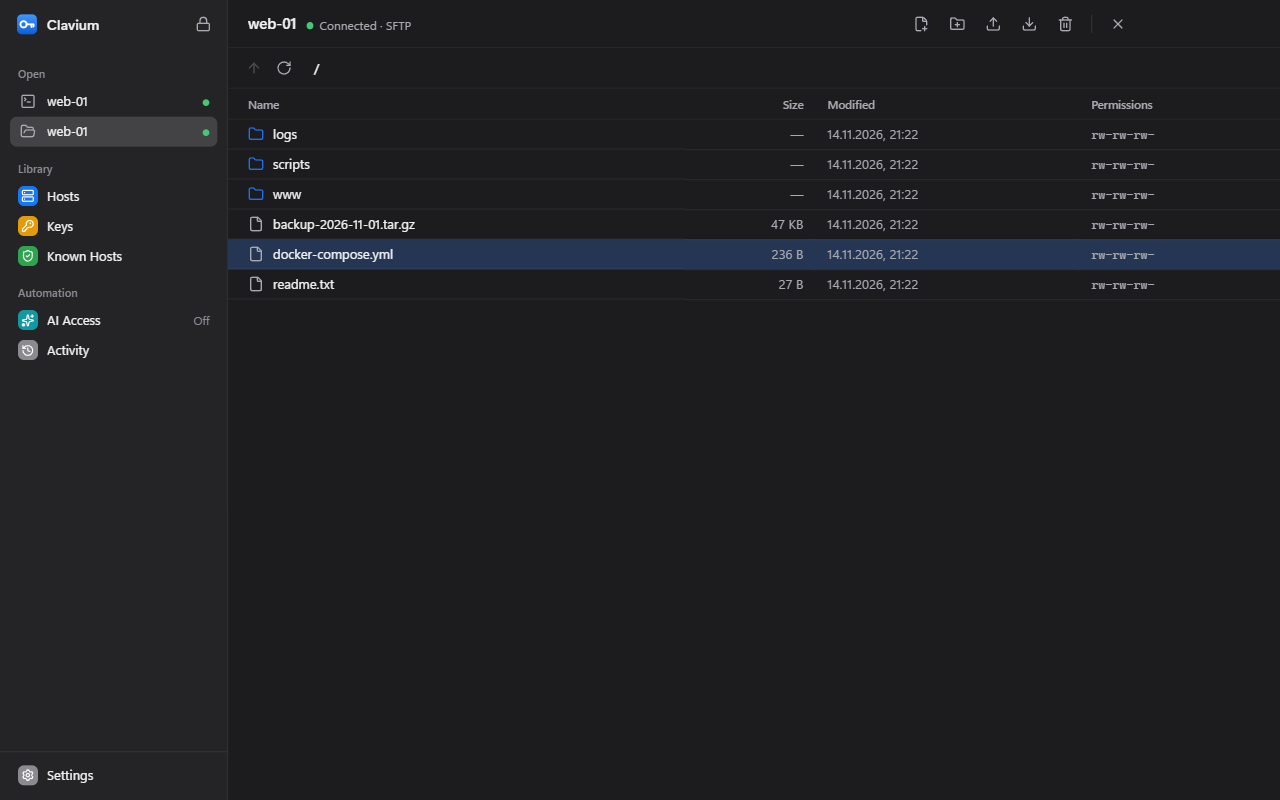 Clavium
web-01 Connected · SFTP
Open
web-01
web-01
Library
Hosts
Keys
Known Hosts
Automation
AI Access Off
Activity
Settings
/
Name Size Modified Permissions
logs — 14.11.2026, 21:22 rw-rw-rw-
scripts — 14.11.2026, 21:22 rw-rw-rw-
www — 14.11.2026, 21:22 rw-rw-rw-
backup-2026-11-01.tar.gz 47 KB 14.11.2026, 21:22 rw-rw-rw-
docker-compose.yml 236 B 14.11.2026, 21:22 rw-rw-rw-
readme.txt 27 B 14.11.2026, 21:22 rw-rw-rw-